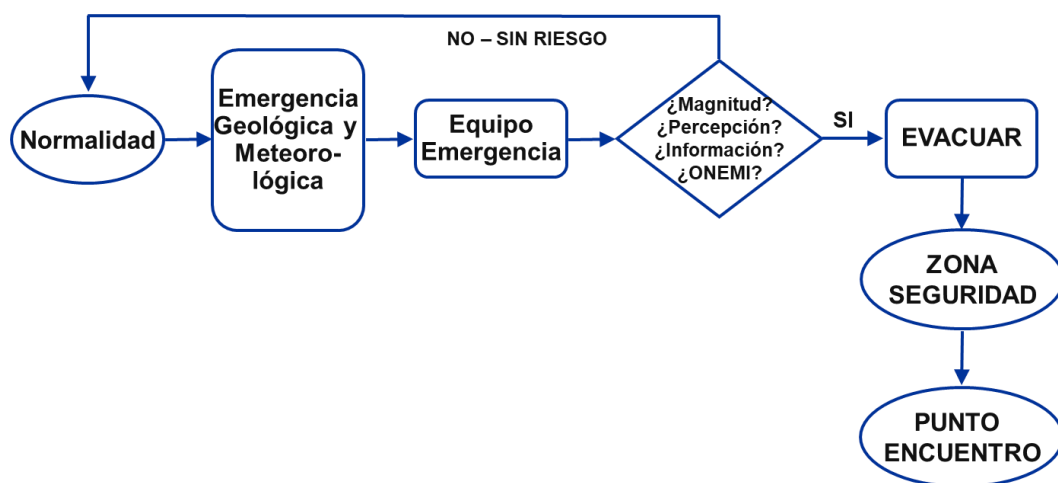 NO – SIN RIESGO
Normalidad
Emergencia
Geológica y
Meteoro-
lógica
Equipo
Emergencia
¿Magnitud?
¿Percepción?
¿Información?
¿ONEMI?
SI
EVACUAR
ZONA
SEGURIDAD
PUNTO
ENCUENTRO